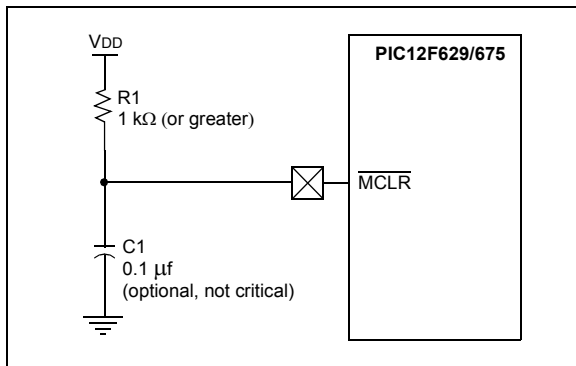 VDD
PIC12F629/675
R1
1 kΩ (or greater)
MCLR
C1
0.1 μf
(optional, not critical)